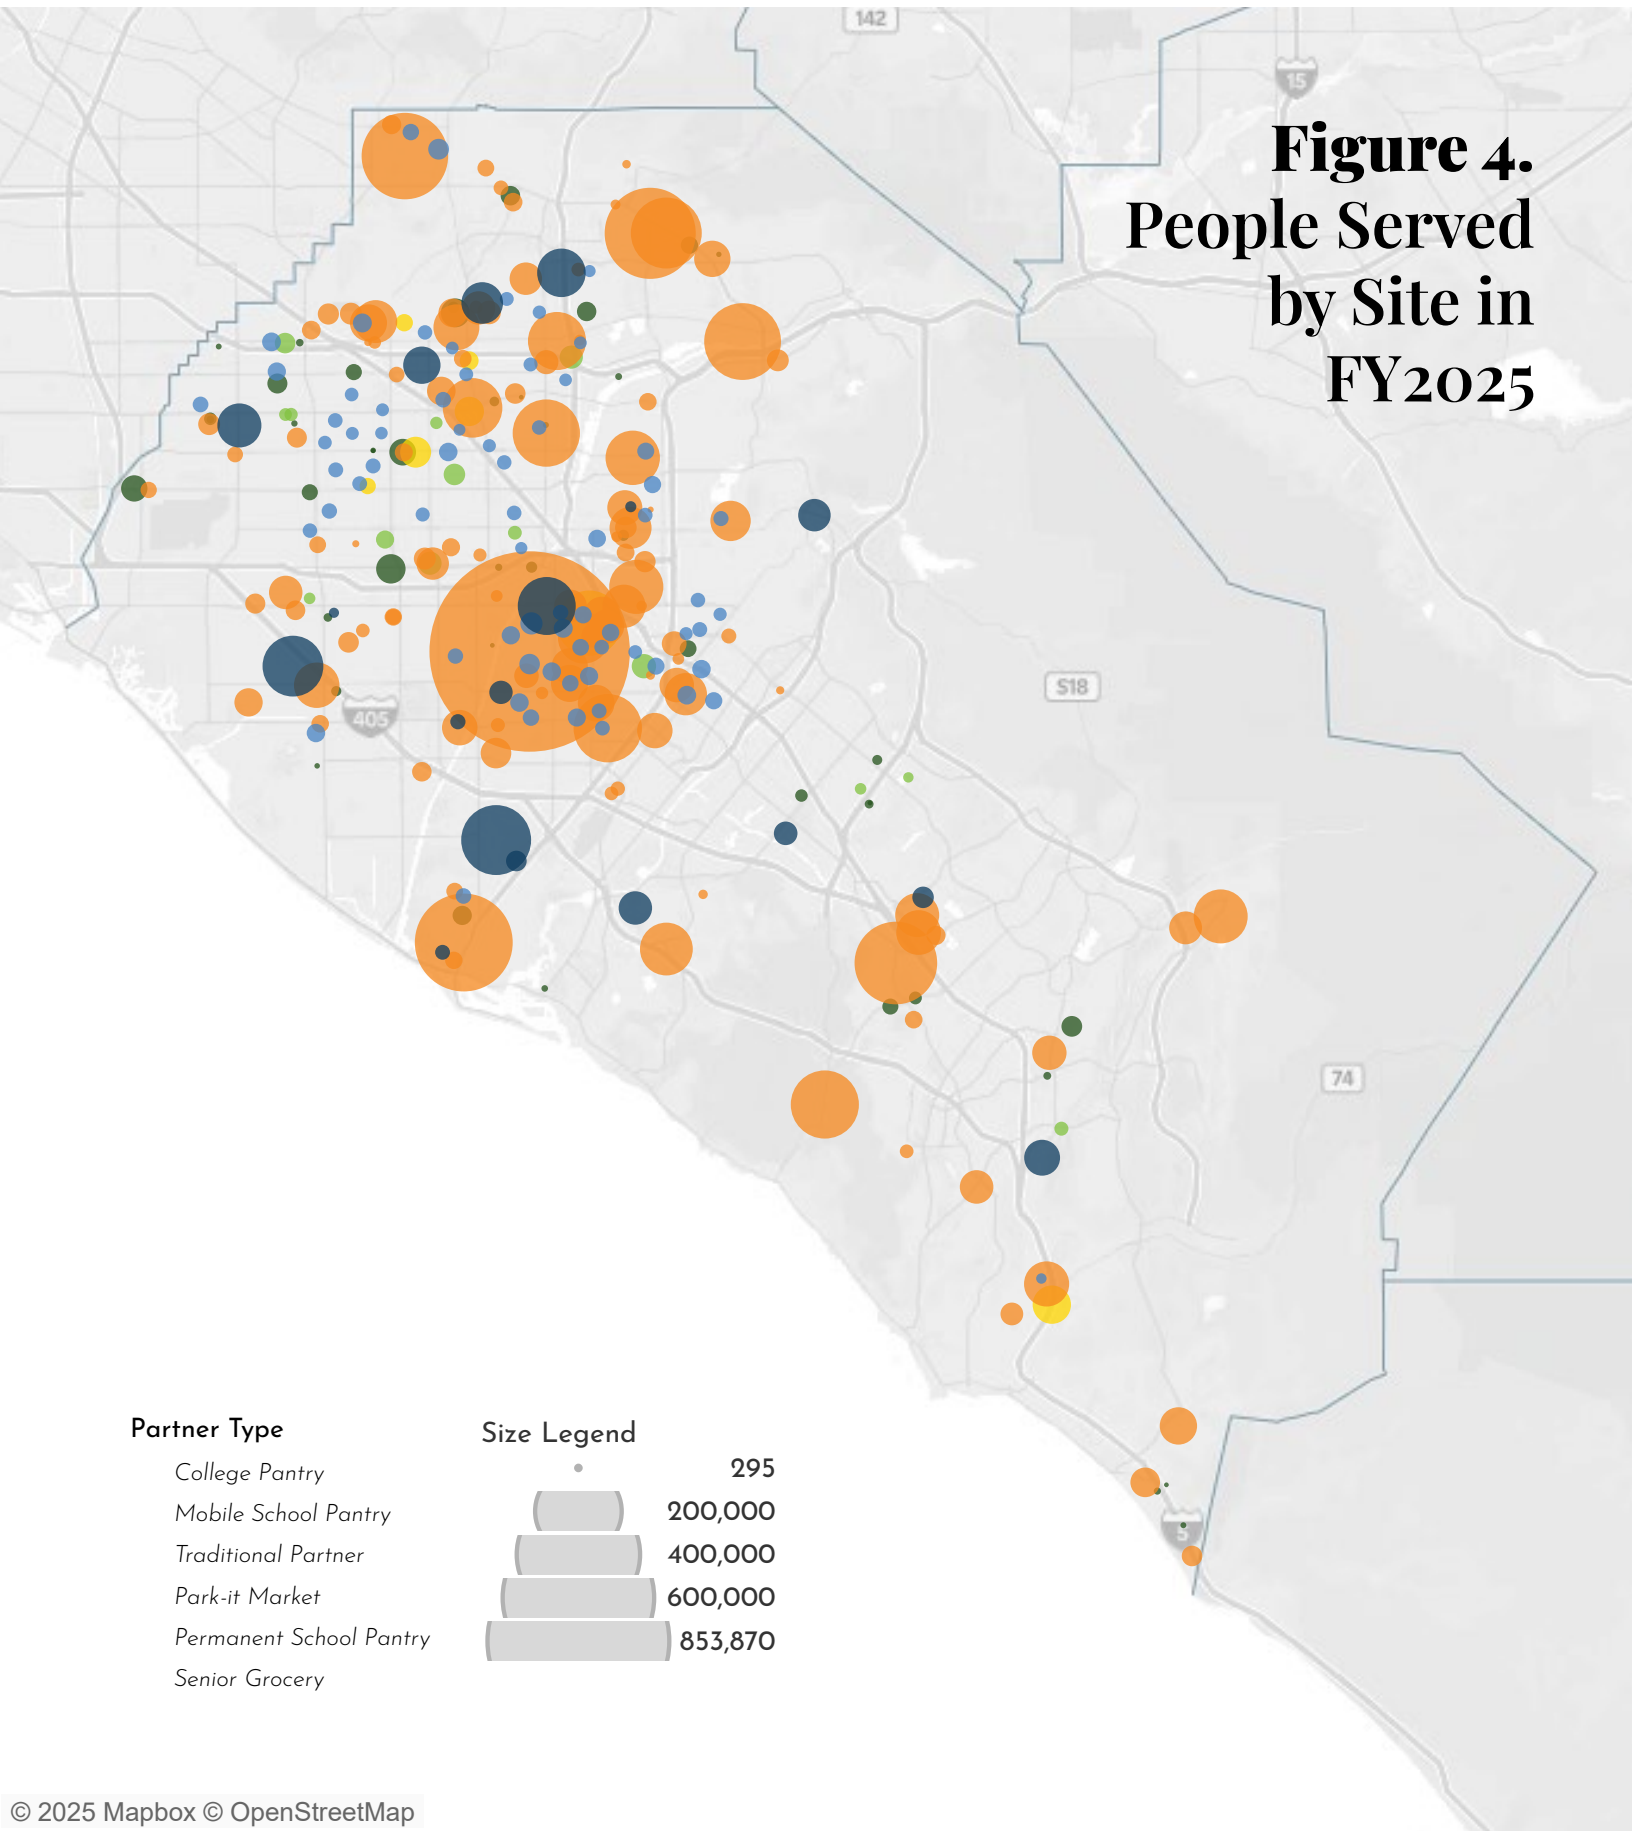 142
15
Figure 4.
People Served
by Site in
FY2025
S18
405
74
5
Partner Type
College Pantry
Mobile School Pantry
Traditional Partner
Park-it Market
Permanent School Pantry
Senior Grocery
Size Legend
295
200,000
400,000
600,000
853,870
© 2025 Mapbox © OpenStreetMap